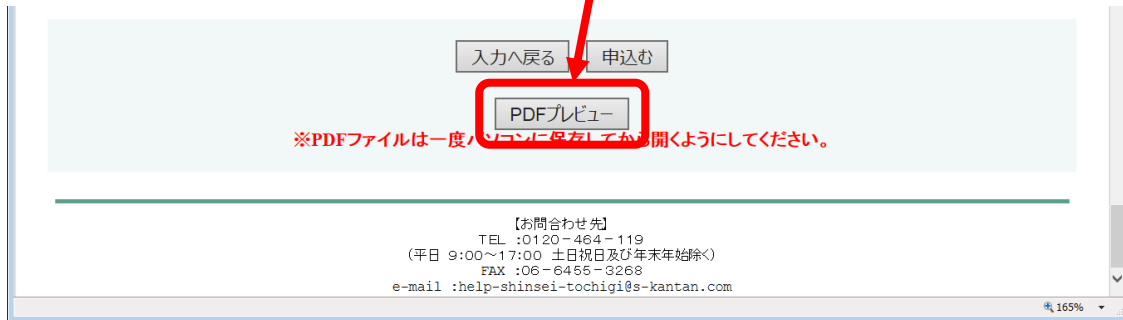 入力へ戻る 申込む
PDFプレビュー
※PDFファイルは一度パソコンに保存してから開くようにしてください。
【お問合わせ先】
TEL :0120-464-119
(平日 9:00～17:00 土日祝日及び年末年始除く)
FAX :06-6455-3268
e-mail :help-shinsei-tochigi@s-kantan.com
165%